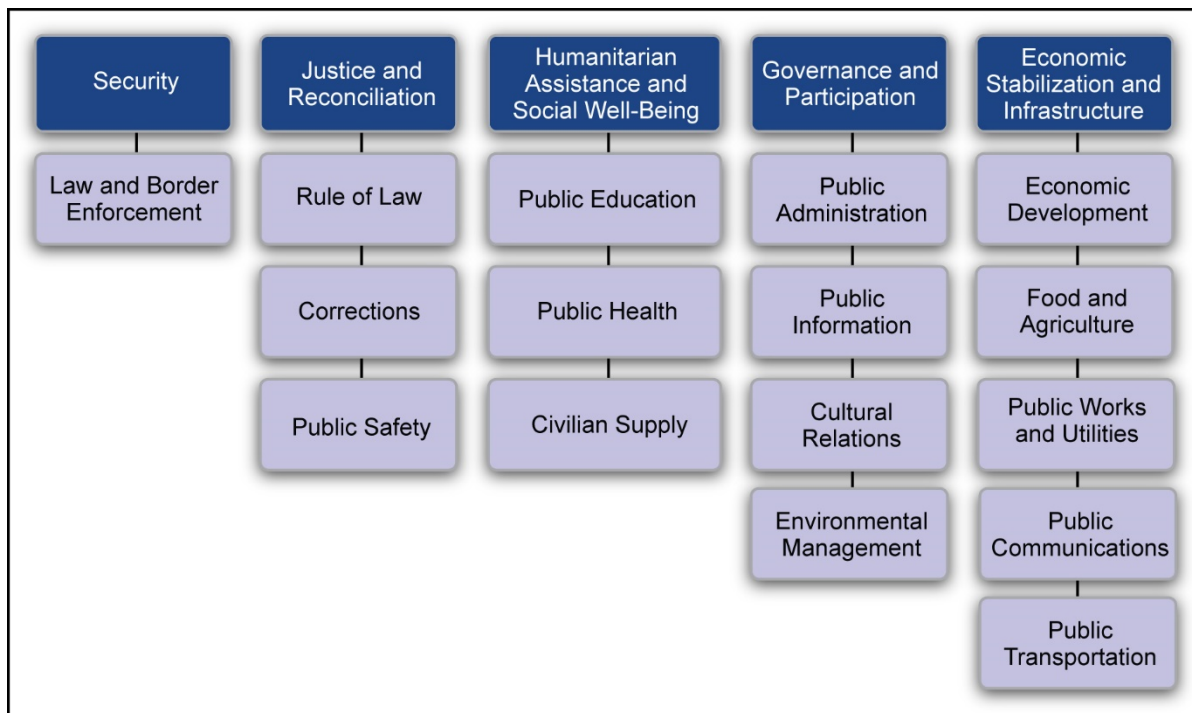 Security
Law and Border
Enforcement
Justice and
Reconciliation
Rule of Law
Corrections
Public Safety
Humanitarian
Assistance and
Social Well-Being
Public Education
Public Health
Civilian Supply
Governance and
Participation
Public
Administration
Public
Information
Cultural
Relations
Environmental
Management
Economic
Stabilization and
Infrastructure
Economic
Development
Food and
Agriculture
Public Works
and Utilities
Public
Communications
Public
Transportation